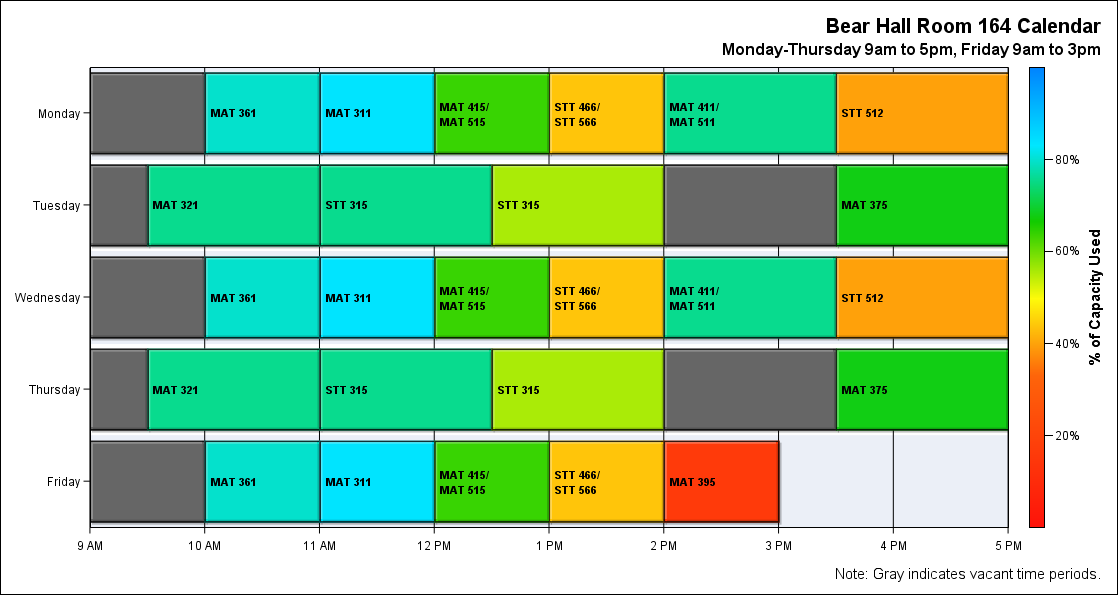 Bear Hall Room 164 Calendar
Monday-Thursday 9am to 5pm, Friday 9am to 3pm
Monday
MAT 361
MAT 311
MAT 415/
MAT 515
STT 466/
STT 566
MAT 411/
MAT 511
STT 512
Tuesday
MAT 321
STT 315
STT 315
MAT 375
Wednesday
MAT 361
MAT 311
MAT 415/
MAT 515
STT 466/
STT 566
MAT 411/
MAT 511
STT 512
Thursday
MAT 321
STT 315
STT 315
MAT 375
Friday
MAT 361
MAT 311
MAT 415/
MAT 515
STT 466/
STT 566
MAT 395
9 AM
10 AM
11 AM
12 PM
1 PM
2 PM
3 PM
4 PM
5 PM
80%
60%
40%
20%
% of Capacity Used
Note: Gray indicates vacant time periods.